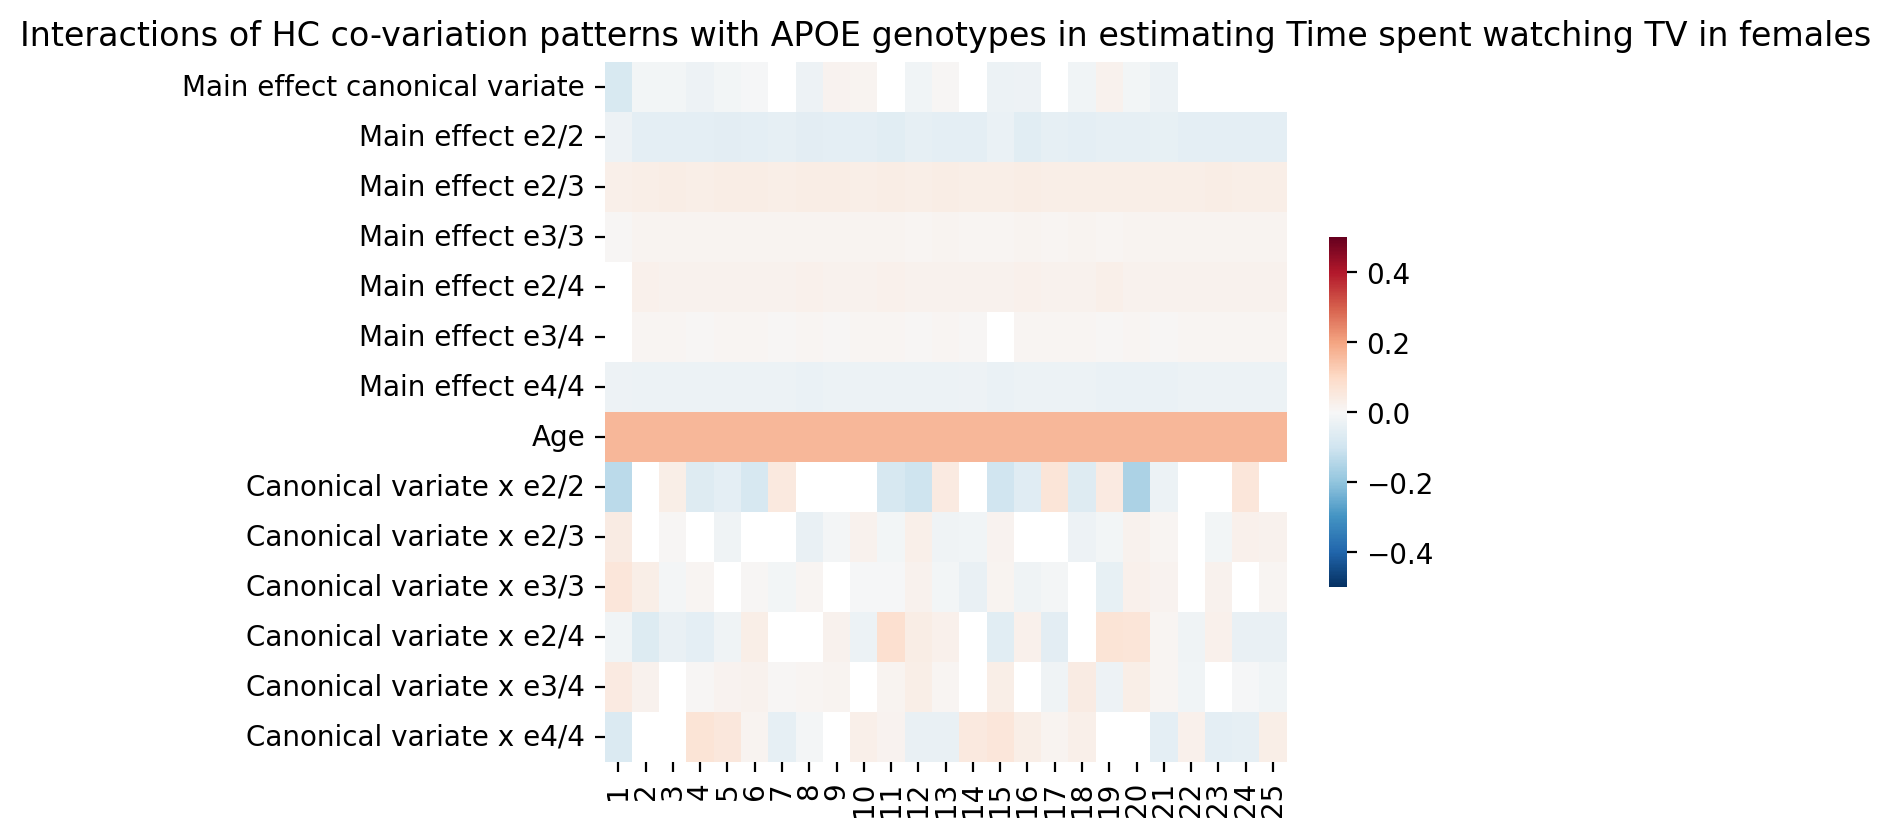 Interactions of HC co-variation patterns with APOE genotypes in estimating Time spent watching TV in females
Main effect canonical variate
Main effect e2/2
Main effect e2/3
Main effect e3/3
Main effect e2/4
Main effect e3/4
Main effect e4/4
Age
Canonical variate x e2/2
Canonical variate x e2/3
Canonical variate x e3/3
Canonical variate x e2/4
Canonical variate x e3/4
Canonical variate x e4/4
1 2 3 4 5 6 7 8 9 10 11 12 13 14 15 16 17 18 19 20 21 22 23 24 25
0.4
0.2
0.0
−0.2
−0.4